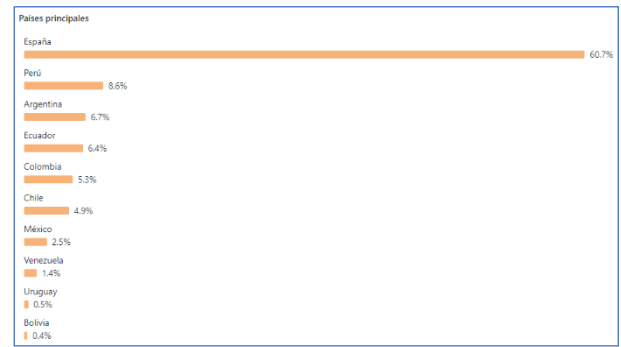 Países principales
España
60.7%
Perú
8.6%
Argentina
6.7%
Ecuador
6.4%
Colombia
5.3%
Chile
4.9%
México
2.5%
Venezuela
1.4%
Uruguay
0.5%
Bolivia
0.4%